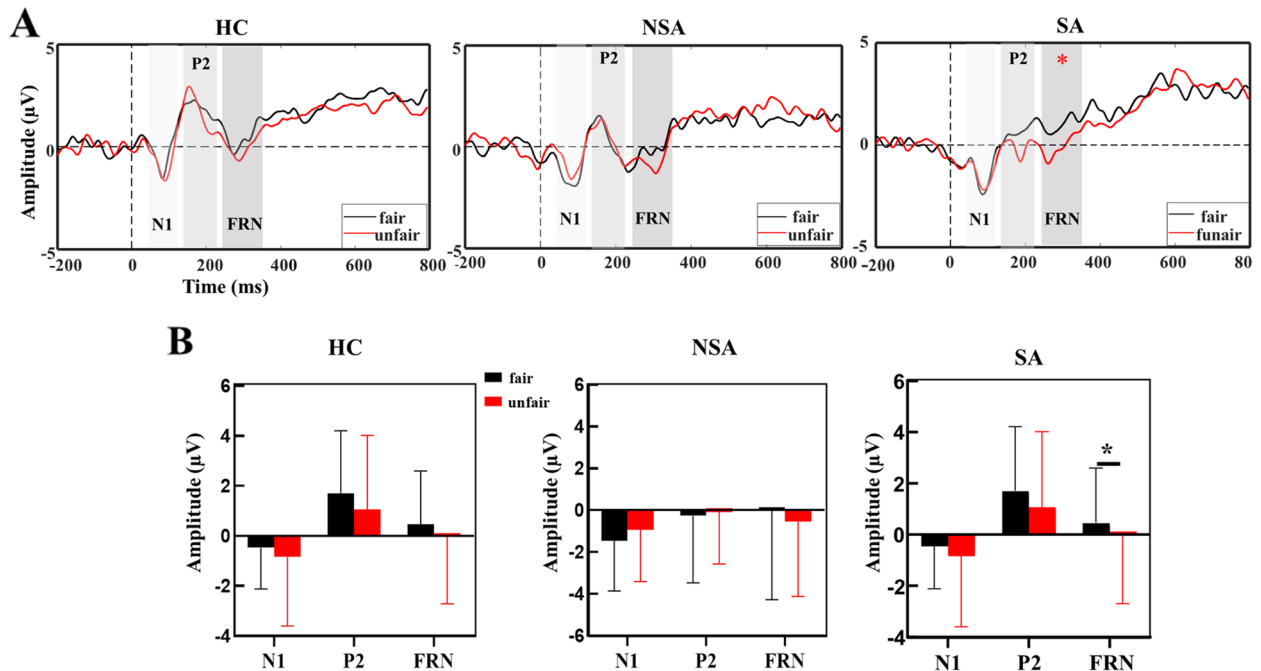 A
HC
NSA
SA
Amplitude (μV)
5
0
-5
P2
N1
FRN
fair
unfair
-200
0
200
400
600
800
Time (ms)
5
0
-5
P2
N1
FRN
fair
unfair
-200
0
200
400
600
800
5
0
-5
P2
*
N1
FRN
fair
funair
-200
0
200
400
600
80
B
HC
NSA
SA
fair
unfair
Amplitude (μV)
6
4
2
0
-2
-4
N1
P2
FRN
Amplitude (μV)
6
4
2
0
-2
-4
-6
N1
P2
FRN
Amplitude (μV)
6
4
2
0
-2
-4
*
N1
P2
FRN